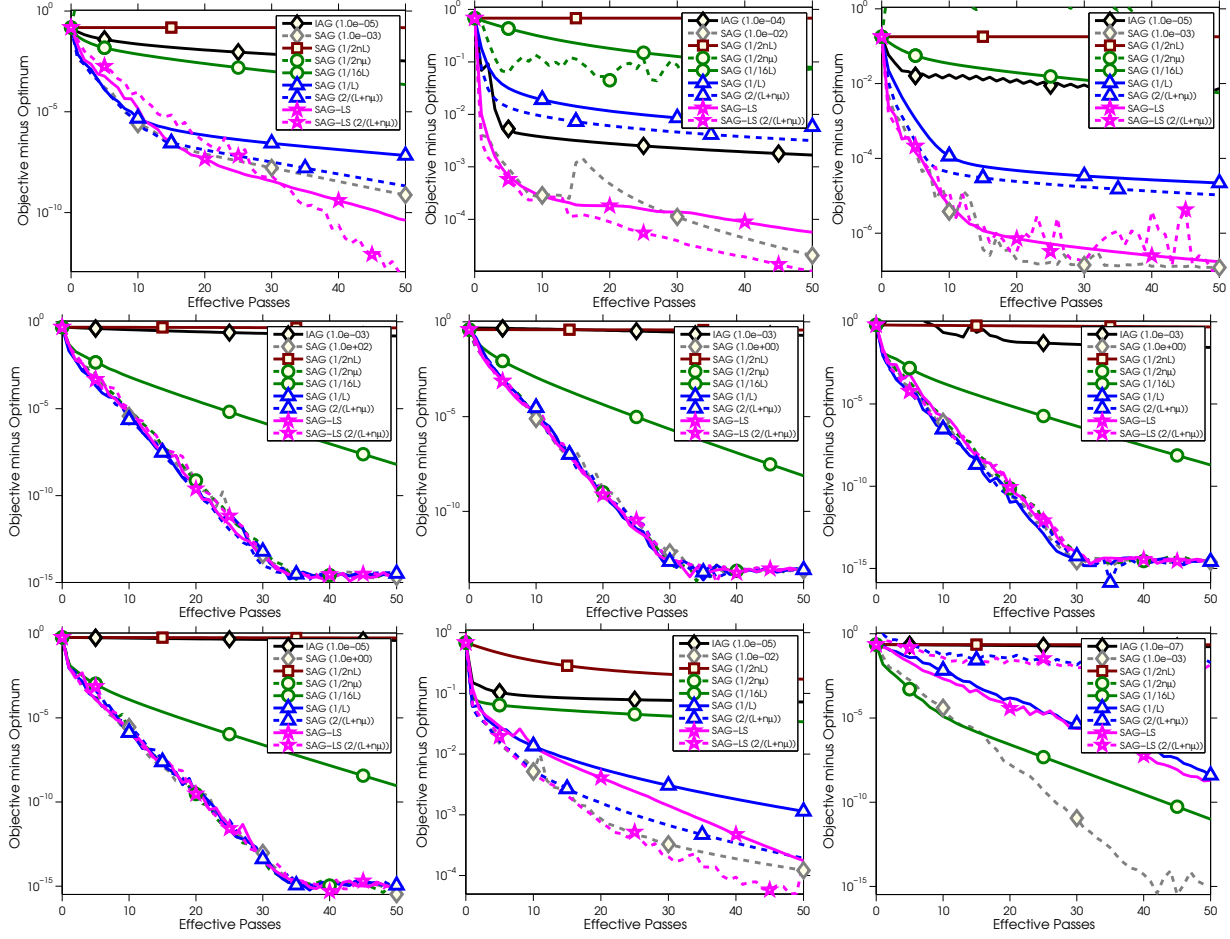 Objective minus Optimum
10⁰
10⁻⁵
10⁻¹⁰
0 10 20 30 40 50
Effective Passes
IAG (1.0e−05)
SAG (1.0e−03)
SAG (1/2nL)
SAG (1/2nμ)
SAG (1/16L)
SAG (1/L)
SAG (2/(L+nμ))
SAG−LS
SAG−LS (2/(L+nμ))
Objective minus Optimum
10⁰
10⁻¹
10⁻²
10⁻³
10⁻⁴
0 10 20 30 40 50
Effective Passes
IAG (1.0e−04)
SAG (1.0e−02)
SAG (1/2nL)
SAG (1/2nμ)
SAG (1/16L)
SAG (1/L)
SAG (2/(L+nμ))
SAG−LS
SAG−LS (2/(L+nμ))
Objective minus Optimum
10⁰
10⁻²
10⁻⁴
10⁻⁶
0 10 20 30 40 50
Effective Passes
IAG (1.0e−05)
SAG (1.0e−03)
SAG (1/2nL)
SAG (1/2nμ)
SAG (1/16L)
SAG (1/L)
SAG (2/(L+nμ))
SAG−LS
SAG−LS (2/(L+nμ))
Objective minus Optimum
10⁰
10⁻⁵
10⁻¹⁰
10⁻¹⁵
0 10 20 30 40 50
Effective Passes
IAG (1.0e−03)
SAG (1.0e+02)
SAG (1/2nL)
SAG (1/2nμ)
SAG (1/16L)
SAG (1/L)
SAG (2/(L+nμ))
SAG−LS
SAG−LS (2/(L+nμ))
Objective minus Optimum
10⁰
10⁻⁵
10⁻¹⁰
0 10 20 30 40 50
Effective Passes
IAG (1.0e−03)
SAG (1.0e+00)
SAG (1/2nL)
SAG (1/2nμ)
SAG (1/16L)
SAG (1/L)
SAG (2/(L+nμ))
SAG−LS
SAG−LS (2/(L+nμ))
Objective minus Optimum
10⁰
10⁻⁵
10⁻¹⁰
10⁻¹⁵
0 10 20 30 40 50
Effective Passes
IAG (1.0e−03)
SAG (1.0e+00)
SAG (1/2nL)
SAG (1/2nμ)
SAG (1/16L)
SAG (1/L)
SAG (2/(L+nμ))
SAG−LS
SAG−LS (2/(L+nμ))
Objective minus Optimum
10⁰
10⁻⁵
10⁻¹⁰
10⁻¹⁵
0 10 20 30 40 50
Effective Passes
IAG (1.0e−05)
SAG (1.0e+00)
SAG (1/2nL)
SAG (1/2nμ)
SAG (1/16L)
SAG (1/L)
SAG (2/(L+nμ))
SAG−LS
SAG−LS (2/(L+nμ))
Objective minus Optimum
10⁰
10⁻¹
10⁻²
10⁻³
10⁻⁴
0 10 20 30 40 50
Effective Passes
IAG (1.0e−05)
SAG (1.0e−02)
SAG (1/2nL)
SAG (1/2nμ)
SAG (1/16L)
SAG (1/L)
SAG (2/(L+nμ))
SAG−LS
SAG−LS (2/(L+nμ))
Objective minus Optimum
10⁰
10⁻⁵
10⁻¹⁰
10⁻¹⁵
0 10 20 30 40 50
Effective Passes
IAG (1.0e−07)
SAG (1.0e−03)
SAG (1/2nL)
SAG (1/2nμ)
SAG (1/16L)
SAG (1/L)
SAG (2/(L+nμ))
SAG−LS
SAG−LS (2/(L+nμ))